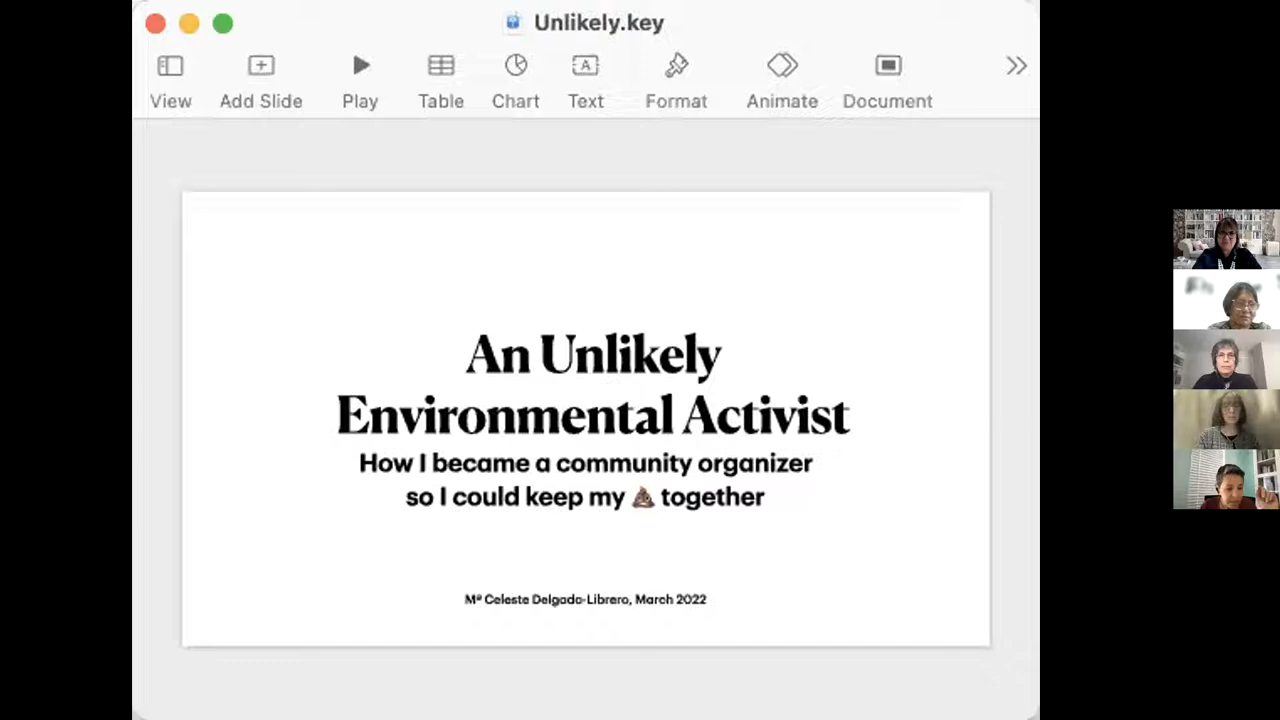 Unlikely.key
View Add Slide Play Table Chart Text Format Animate Document
An Unlikely
Environmental Activist
How I became a community organizer
so I could keep my 💩 together
Mª Celeste Delgado-Librero, March 2022